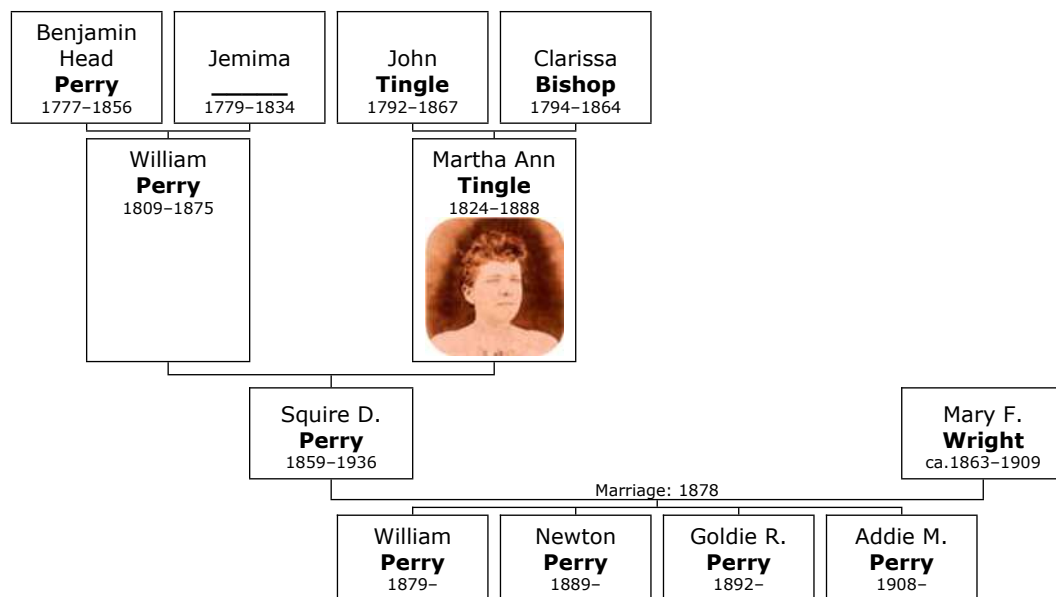 Benjamin
Head
Perry
1777–1856
Jemima
______
1779–1834
John
Tingle
1792–1867
Clarissa
Bishop
1794–1864
William
Perry
1809–1875
Martha Ann
Tingle
1824–1888
Squire D.
Perry
1859–1936
Mary F.
Wright
ca.1863–1909
Marriage: 1878
William
Perry
1879–
Newton
Perry
1889–
Goldie R.
Perry
1892–
Addie M.
Perry
1908–